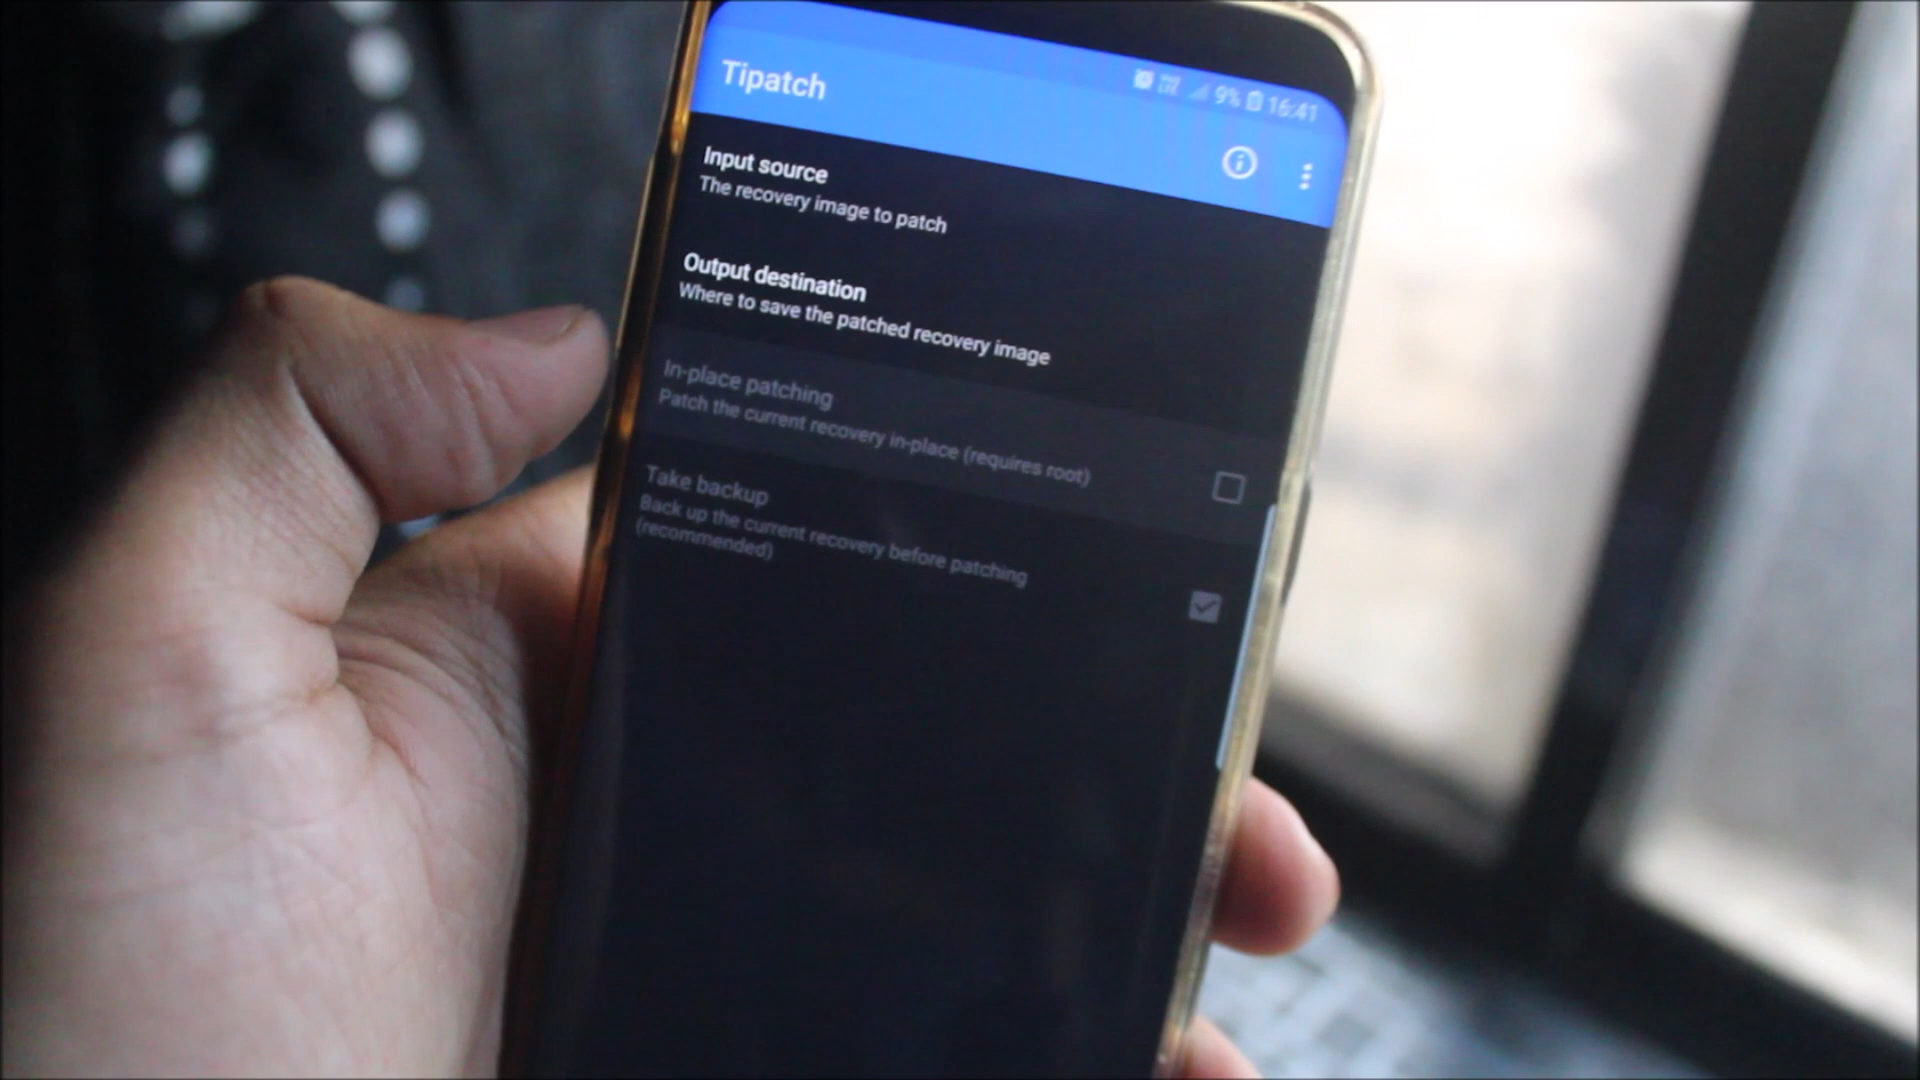 9% 16:41
Tipatch
Input source
The recovery image to patch
Output destination
Where to save the patched recovery image
In-place patching
Patch the current recovery in-place (requires root)
Take backup
Back up the current recovery before patching
(recommended)